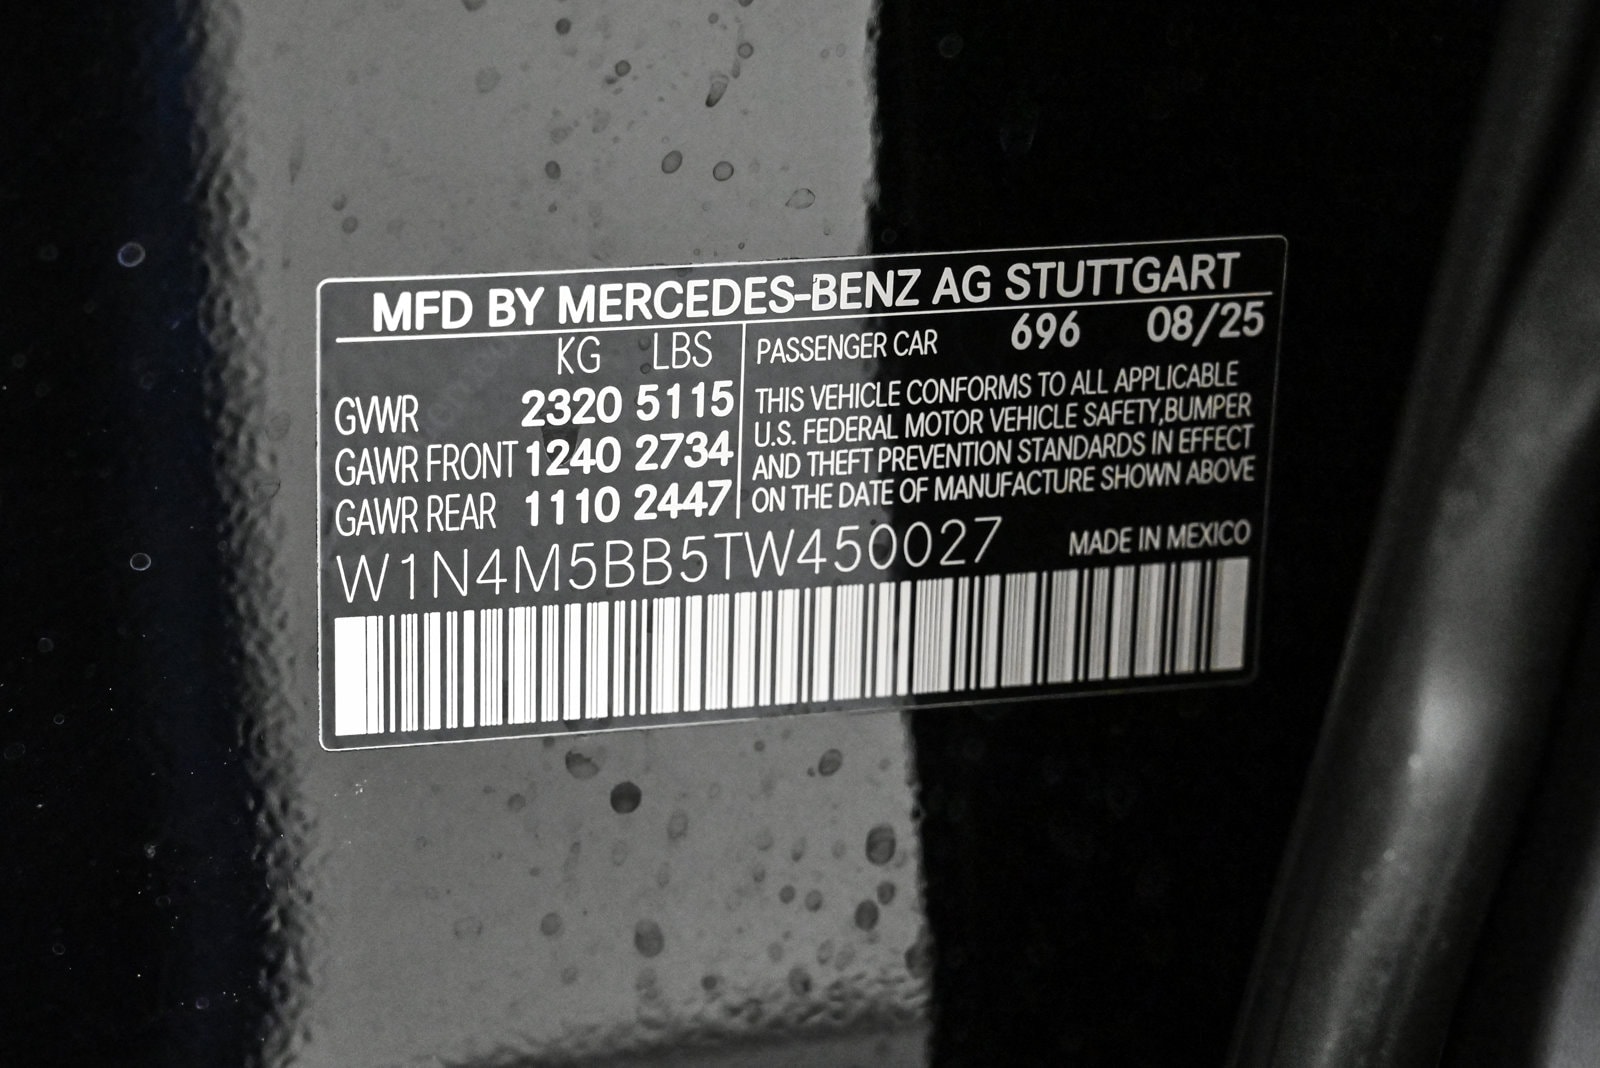 MFD BY MERCEDES-BENZ AG STUTTGART
KG LBS
GVWR 2320 5115
GAWR FRONT 1240 2734
GAWR REAR 1110 2447
PASSENGER CAR 696 08/25
THIS VEHICLE CONFORMS TO ALL APPLICABLE
U.S. FEDERAL MOTOR VEHICLE SAFETY,BUMPER
AND THEFT PREVENTION STANDARDS IN EFFECT
ON THE DATE OF MANUFACTURE SHOWN ABOVE
W1N4M5BB5TW450027 MADE IN MEXICO